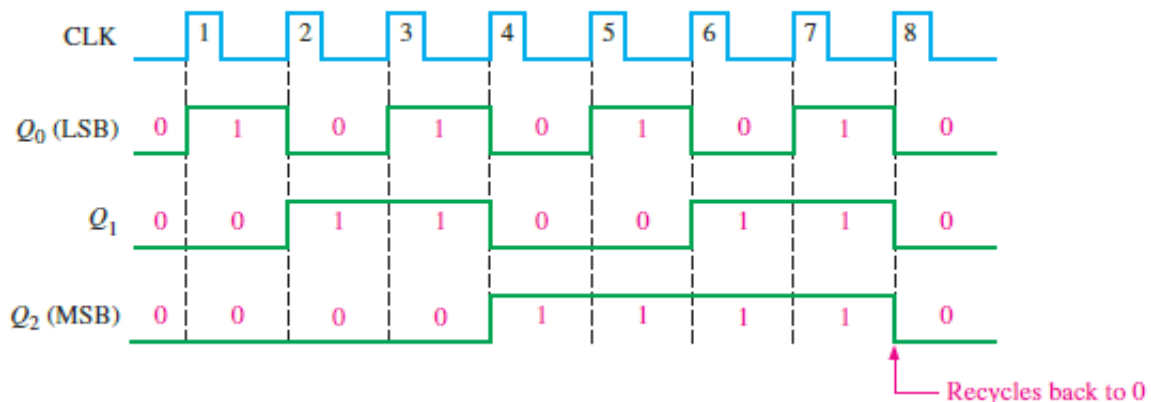 CLK 1 2 3 4 5 6 7 8
Q0 (LSB) 0 1 0 1 0 1 0 1 0
Q1 0 0 1 1 0 0 1 1 0
Q2 (MSB) 0 0 0 0 1 1 1 1 0
Recycles back to 0